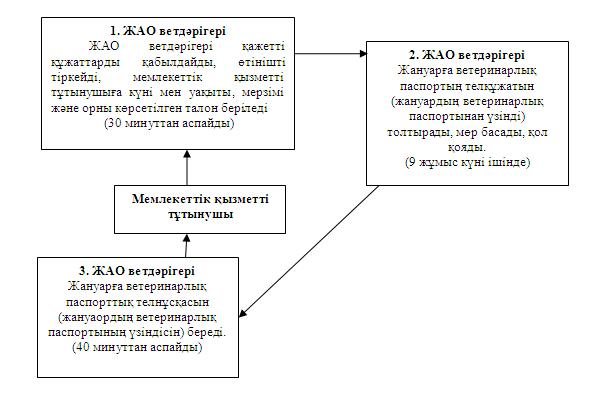 1. ЖАО ветдәрігері
ЖАО ветдәрігері қажетті
құжаттарды қабылдайды, өтінішті
тіркейді, мемлекеттік қызметті
тұтынушыға күні мен уақыты, мерзімі
және орны көрсетілген талон беріледі
(30 минуттан аспайды)
2. ЖАО ветдәрігері
Жануарға ветеринарлық
паспортың телқұжатын
(жануардың ветеринарлық
паспортынан үзінді)
толтырады, мөр басады, қол
қояды.
(9 жұмыс күні ішінде)
Мемлекеттік қызметті
тұтынушы
3. ЖАО ветдәрігері
Жануарға ветеринарлық
паспорттық телнұсқасын
(жануаордың ветеринарлық
паспортының үзіндісін) береді.
(40 минуттан аспайды)